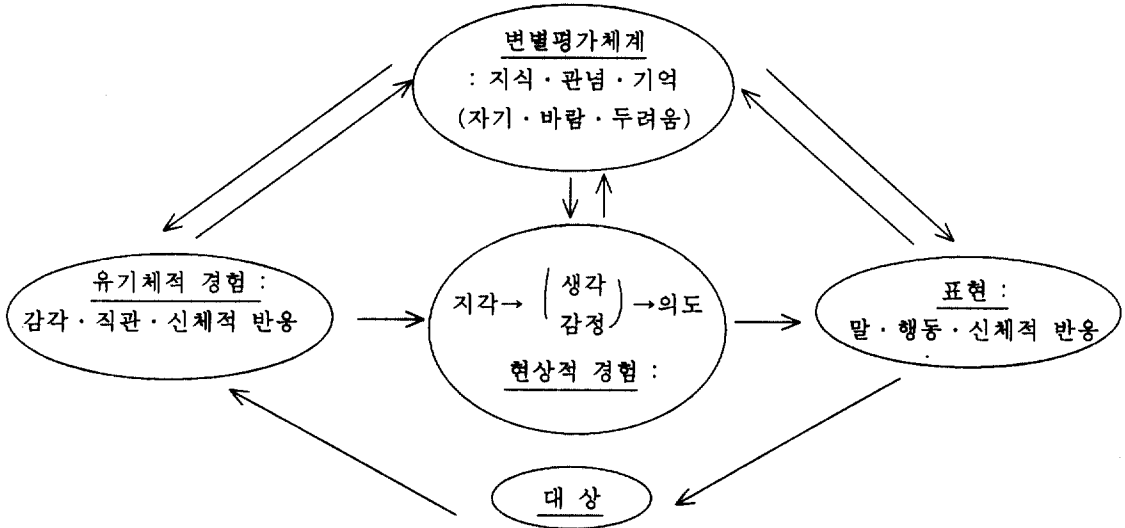 변별평가체계
: 지식 · 관념 · 기억
(자기 · 바람 · 두려움)
유기체적 경험 :
감각 · 직관 · 신체적 반응
지각→ ( 생각
감정 ) →의도
현상적 경험 :
표현 :
말 · 행동 · 신체적 반응
대 상